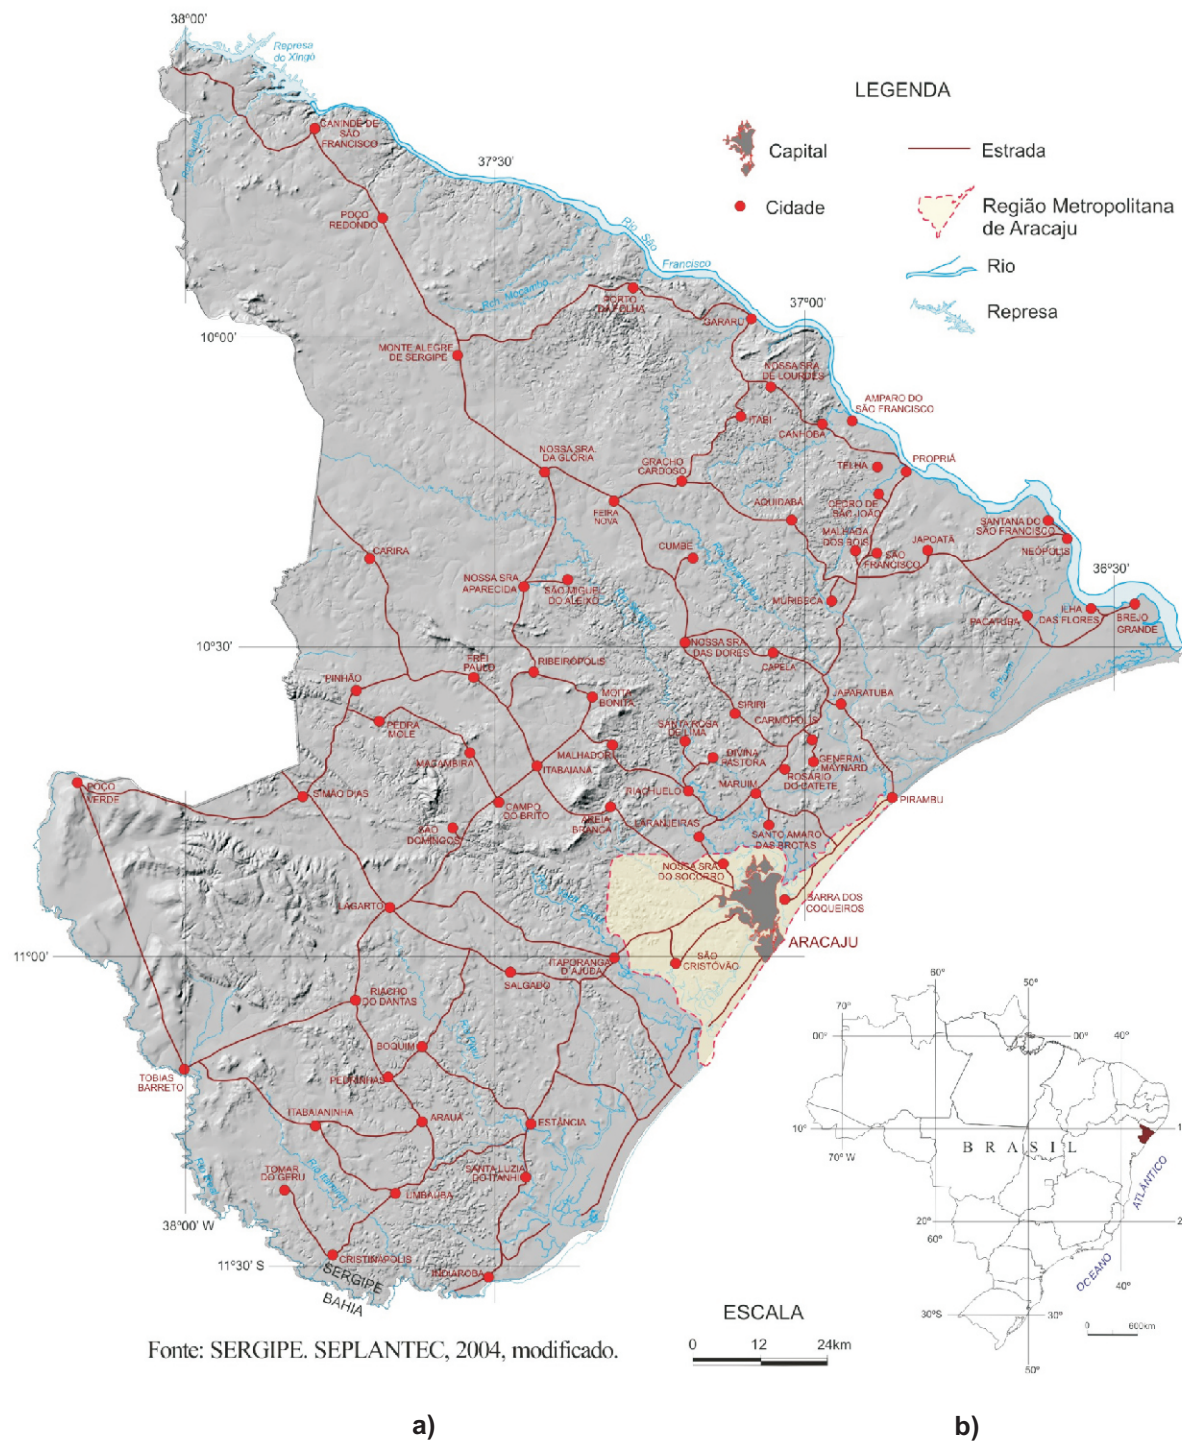 38°00'
Represa
do Xingó
CANINDÉ DE
SÃO
FRANCISCO
37°30'
POÇO
REDONDO
Rio São
Francisco
Rch. Mocambo
PORTO
DA FOLHA
GARARU
37°00'
10°00'
MONTE ALEGRE
DE SERGIPE
NOSSA SRA.
DE LOURDES
AMPARO DO
SÃO FRANCISCO
ITABI
CANHOBA
NOSSA SRA.
DA GLÓRIA
GRACHO
CARDOSO
TELHA
PROPRIÁ
FEIRA
NOVA
AQUIDABÃ
CEDRO DE
SÃO JOÃO
MALHADA
DOS BOIS
SÃO
FRANCISCO
JAPOATÃ
SANTANA DO
SÃO FRANCISCO
NEÓPOLIS
CARIRA
CUMBE
36°30'
NOSSA SRA.
APARECIDA
SÃO MIGUEL
DO ALEIXO
MURIBECA
PACATUBA
ILHA
DAS FLORES
BREJO
GRANDE
10°30'
NOSSA SRA.
DAS DORES
CAPELA
FREI
PAULO
RIBEIRÓPOLIS
PINHÃO
MOITA
BONITA
JAPARATUBA
SIRIRI
PEDRA
MOLE
SANTA ROSA
DE LIMA
CARMÓPOLIS
MACAMBIRA
MALHADOR
DIVINA
PASTORA
GENERAL
MAYNARD
ITABAIANA
ROSÁRIO
DO CATETE
POÇO
VERDE
SIMÃO DIAS
RIACHUELO
MARUIM
PIRAMBU
CAMPO
DO BRITO
AREIA
BRANCA
LARANJEIRAS
SANTO AMARO
DAS BROTAS
SÃO
DOMINGOS
NOSSA SRA.
DO SOCORRO
LAGARTO
BARRA DOS
COQUEIROS
ARACAJU
11°00'
ITAPORANGA
D'AJUDA
SÃO
CRISTÓVÃO
SALGADO
RIACHO
DO DANTAS
BOQUIM
Rio Piauí
TOBIAS
BARRETO
PEDRINHAS
ITABAIANINHA
ARAUÁ
ESTÂNCIA
TOMAR
DO GERU
SANTA LUZIA
DO ITANHI
Rio Real
UMBAÚBA
38°00' W
CRISTINÁPOLIS
INDIAROBA
11°30' S
SERGIPE
BAHIA
LEGENDA
Capital
Estrada
Cidade
Região Metropolitana
de Aracaju
Rio
Represa
60°
50°
70°
00°
00°
40°
10°
70° W
BRASIL
20°
60°
ATLÂNTICO
OCEANO
40°
30°S
30°
0 600km
50°
ESCALA
0 12 24km
Fonte: SERGIPE. SEPLANTEC, 2004, modificado.
a)
b)